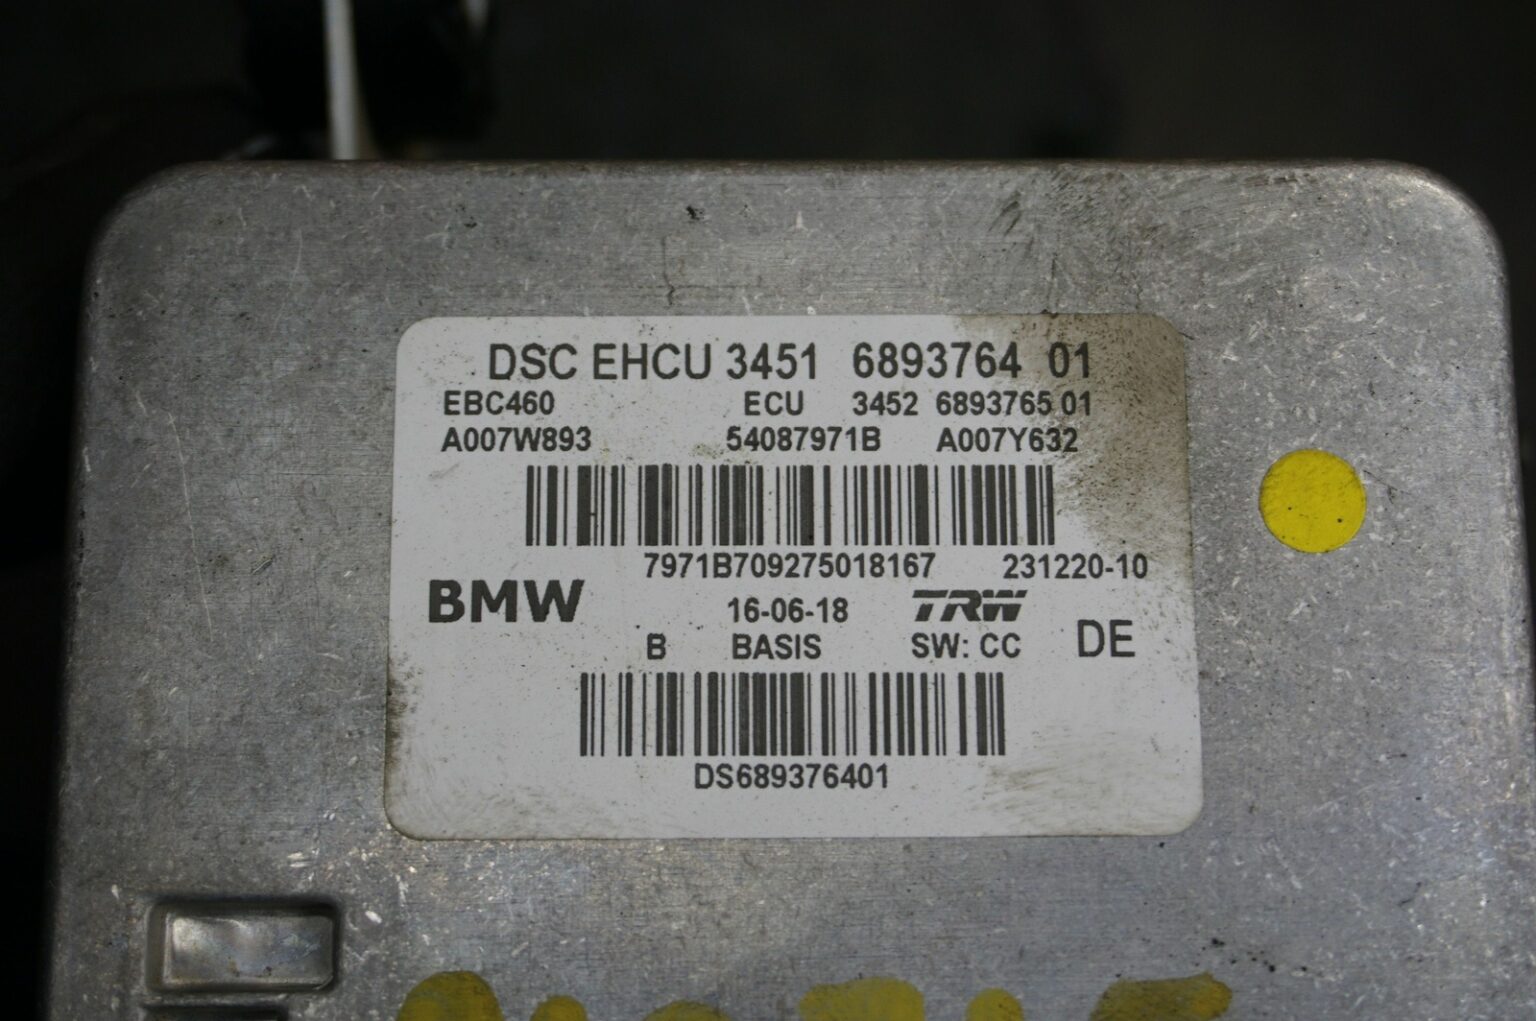 DSC EHCU 3451 6893764 01
EBC460 ECU 3452 6893765 01
A007W893 54087971B A007Y632
7971B709275018167 231220-10
BMW 16-06-18 TRW
B BASIS SW: CC DE
DS689376401